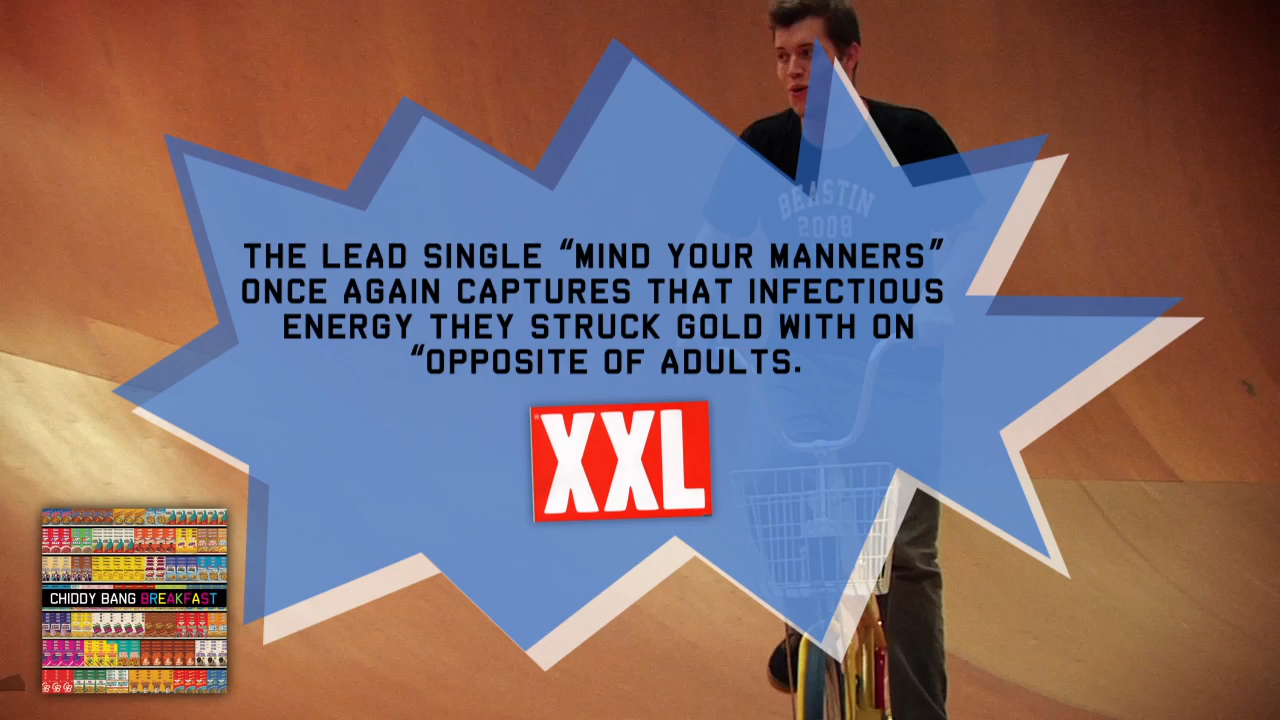 BEASTIN
2008
THE LEAD SINGLE “MIND YOUR MANNERS”
ONCE AGAIN CAPTURES THAT INFECTIOUS
ENERGY THEY STRUCK GOLD WITH ON
“OPPOSITE OF ADULTS.
XXL
CHIDDY BANG BREAKFAST